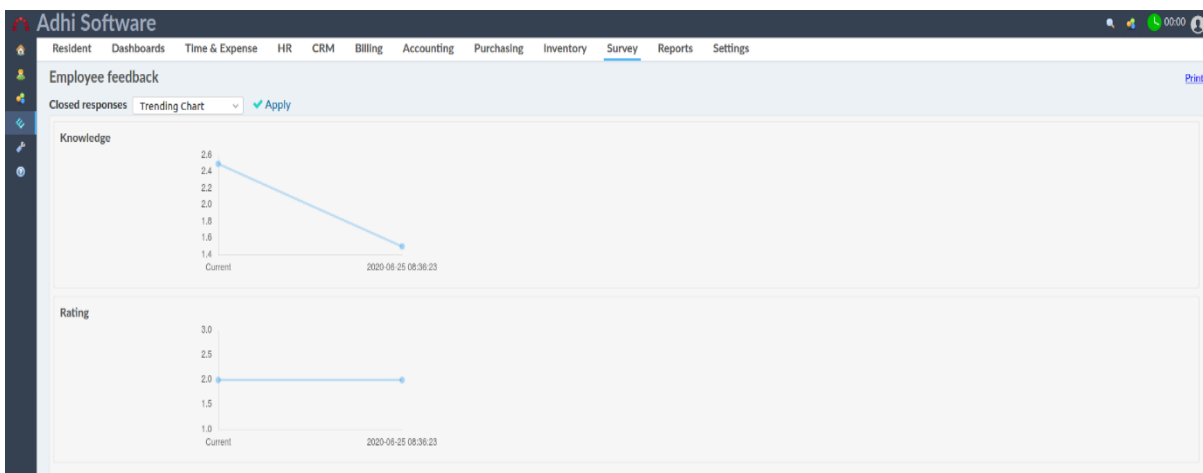 Adhi Software
00:00
Resident Dashboards Time & Expense HR CRM Billing Accounting Purchasing Inventory Survey Reports Settings
Employee feedback
Print
Closed responses Trending Chart Apply
Knowledge
2.6
2.4
2.2
2.0
1.8
1.6
1.4
Current 2020-06-25 08:36:23
Rating
3.0
2.5
2.0
1.5
1.0
Current 2020-06-25 08:36:23